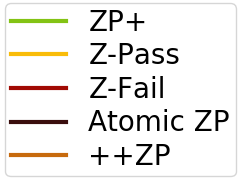 ZP+
Z-Pass
Z-Fail
Atomic ZP
++ZP